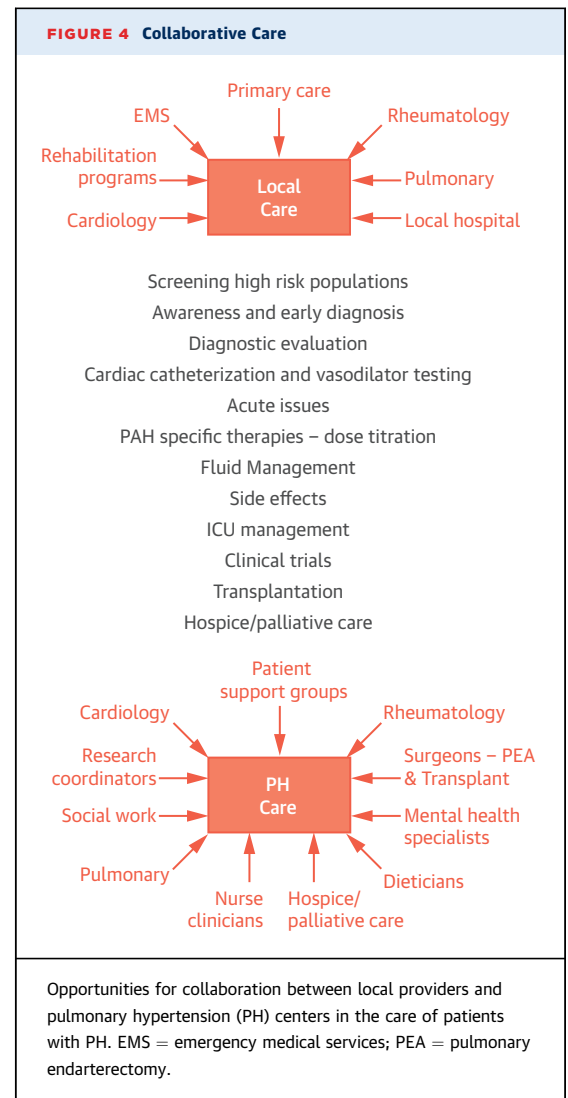 FIGURE 4 Collaborative Care
Primary care
EMS
Rheumatology
Rehabilitation
programs
Pulmonary
Cardiology
Local hospital
Local
Care
Screening high risk populations
Awareness and early diagnosis
Diagnostic evaluation
Cardiac catheterization and vasodilator testing
Acute issues
PAH specific therapies – dose titration
Fluid Management
Side effects
ICU management
Clinical trials
Transplantation
Hospice/palliative care
Patient
support groups
Cardiology
Rheumatology
Research
coordinators
Surgeons – PEA
& Transplant
PH
Care
Social work
Mental health
specialists
Pulmonary
Dieticians
Nurse
clinicians
Hospice/
palliative care
Opportunities for collaboration between local providers and
pulmonary hypertension (PH) centers in the care of patients
with PH. EMS = emergency medical services; PEA = pulmonary
endarterectomy.